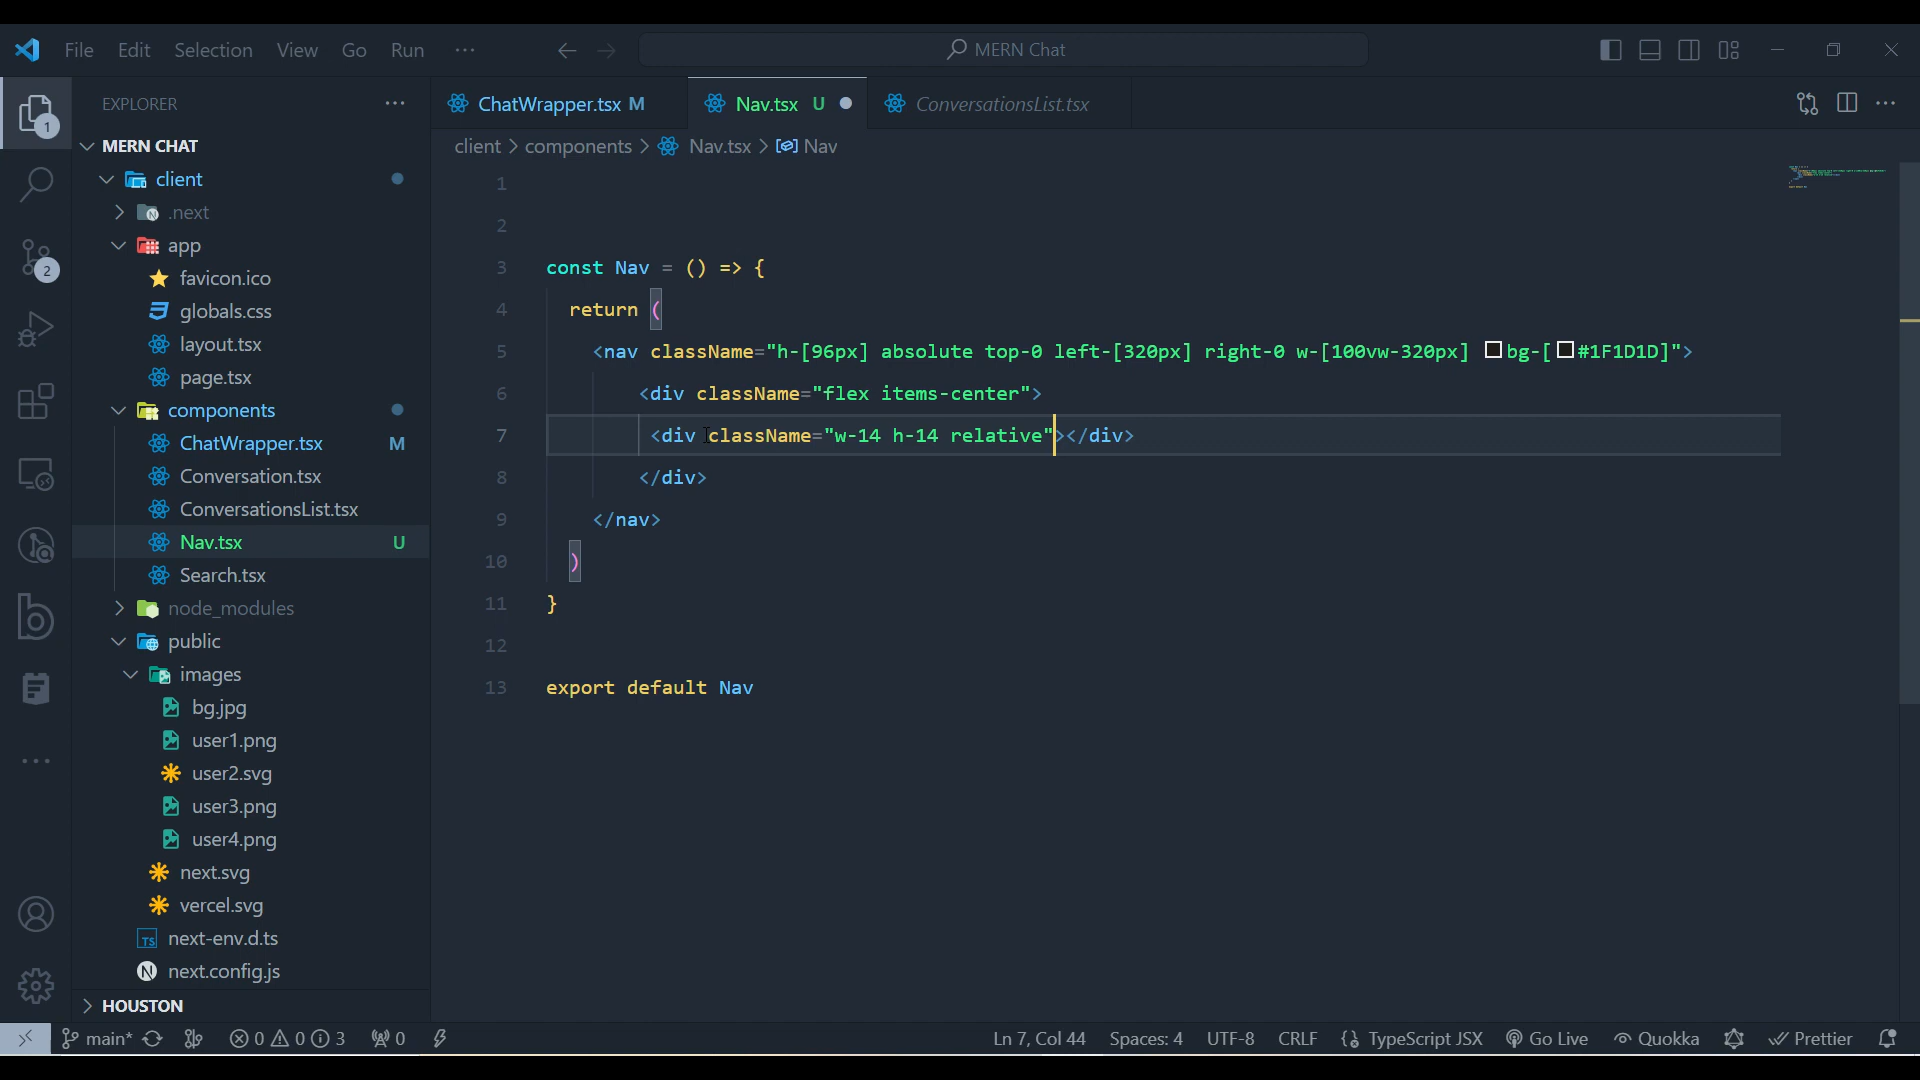 File Edit Selection View Go Run ··· MERN Chat
EXPLORER ···
MERN CHAT
client
.next
app
favicon.ico
globals.css
layout.tsx
page.tsx
components
ChatWrapper.tsx M
Conversation.tsx
ConversationsList.tsx
Nav.tsx U
Search.tsx
node_modules
public
images
bg.jpg
user1.png
user2.svg
user3.png
user4.png
next.svg
vercel.svg
TS next-env.d.ts
N next.config.js
HOUSTON
1
2
ChatWrapper.tsx M Nav.tsx U ConversationsList.tsx
client > components > Nav.tsx > Nav
1
2
3 const Nav = () => {
4 return (
5 <nav className="h-[96px] absolute top-0 left-[320px] right-0 w-[100vw-320px] bg-[#1F1D1D]">
6 <div className="flex items-center">
7 <div className="w-14 h-14 relative"></div>
8 </div>
9 </nav>
10 )
11 }
12
13 export default Nav
main* 0 0 3 0 Ln 7, Col 44 Spaces: 4 UTF-8 CRLF TypeScript JSX Go Live Quokka Prettier